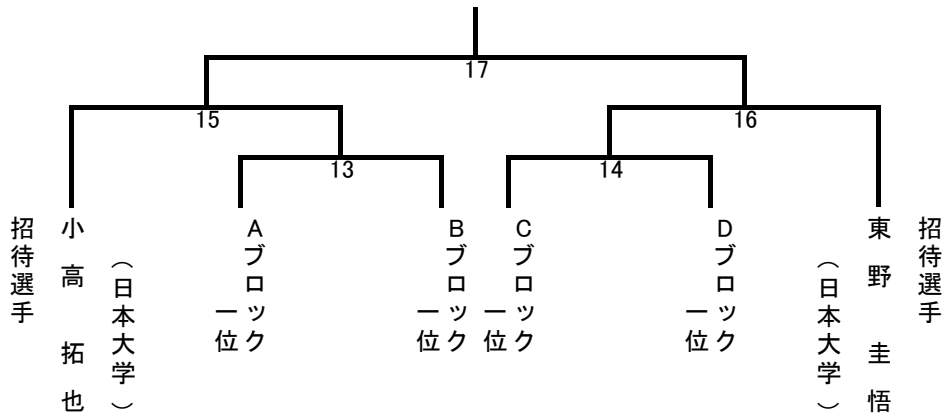 17
15
16
13
14
招待選手
小高 拓也
（日本大学）
Aブロック
一位
Bブロック
一位
Cブロック
一位
Dブロック
一位
東野 圭悟
（日本大学）
招待選手